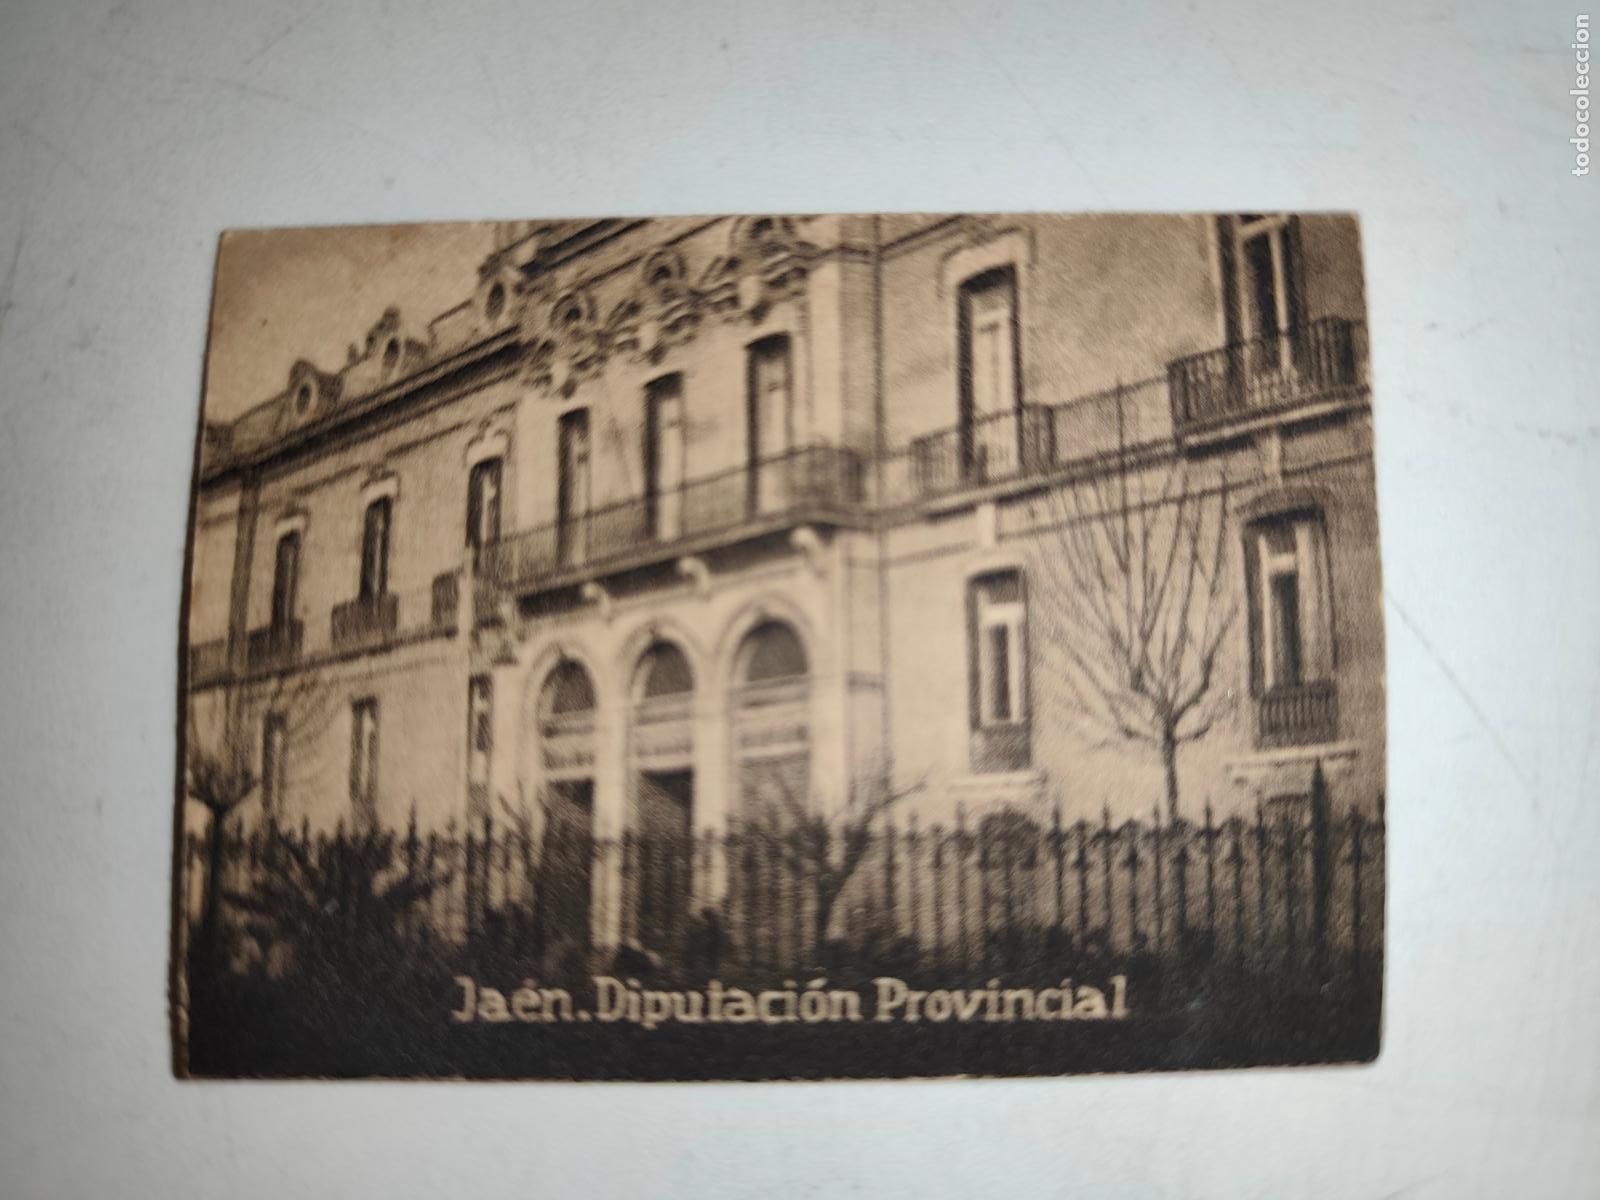 todocoleccion
Jaén. Diputación Provincial